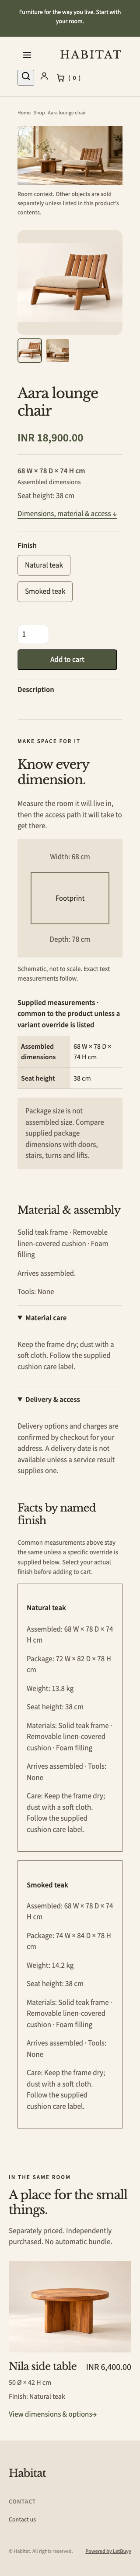 Furniture for the way you live. Start with
your room.
HABITAT
( 0 )
Home Shop Aara lounge chair
Room context. Other objects are sold
separately unless listed in this product's
contents.
Aara lounge
chair
INR 18,900.00
68 W × 78 D × 74 H cm
Assembled dimensions
Seat height: 38 cm
Dimensions, material & access ↓
Finish
Natural teak
Smoked teak
1
Add to cart
Description
MAKE SPACE FOR IT
Know every
dimension.
Measure the room it will live in,
then the access path it will take to
get there.
Width: 68 cm
Footprint
Depth: 78 cm
Schematic, not to scale. Exact text
measurements follow.
Supplied measurements ·
common to the product unless a
variant override is listed
Assembled
dimensions
68 W × 78 D ×
74 H cm
Seat height
38 cm
Package size is not
assembled size. Compare
supplied package
dimensions with doors,
stairs, turns and lifts.
Material & assembly
Solid teak frame · Removable
linen-covered cushion · Foam
filling
Arrives assembled.
Tools: None
▼ Material care
Keep the frame dry; dust with a
soft cloth. Follow the supplied
cushion care label.
▼ Delivery & access
Delivery options and charges are
confirmed by checkout for your
address. A delivery date is not
available unless a service result
supplies one.
Facts by named
finish
Common measurements above stay
the same unless a specific override is
supplied below. Select your actual
finish before adding to cart.
Natural teak
Assembled: 68 W × 78 D × 74
H cm
Package: 72 W × 82 D × 78 H
cm
Weight: 13.8 kg
Seat height: 38 cm
Materials: Solid teak frame ·
Removable linen-covered
cushion · Foam filling
Arrives assembled · Tools:
None
Care: Keep the frame dry;
dust with a soft cloth.
Follow the supplied
cushion care label.
Smoked teak
Assembled: 68 W × 78 D × 74
H cm
Package: 74 W × 84 D × 78 H
cm
Weight: 14.2 kg
Seat height: 38 cm
Materials: Solid teak frame ·
Removable linen-covered
cushion · Foam filling
Arrives assembled · Tools:
None
Care: Keep the frame dry;
dust with a soft cloth.
Follow the supplied
cushion care label.
IN THE SAME ROOM
A place for the small
things.
Separately priced. Independently
purchased. No automatic bundle.
Nila side table INR 6,400.00
50 Ø × 42 H cm
Finish: Natural teak
View dimensions & options→
Habitat
CONTACT
Contact us
© Habitat. All rights reserved. Powered by LetBuyy